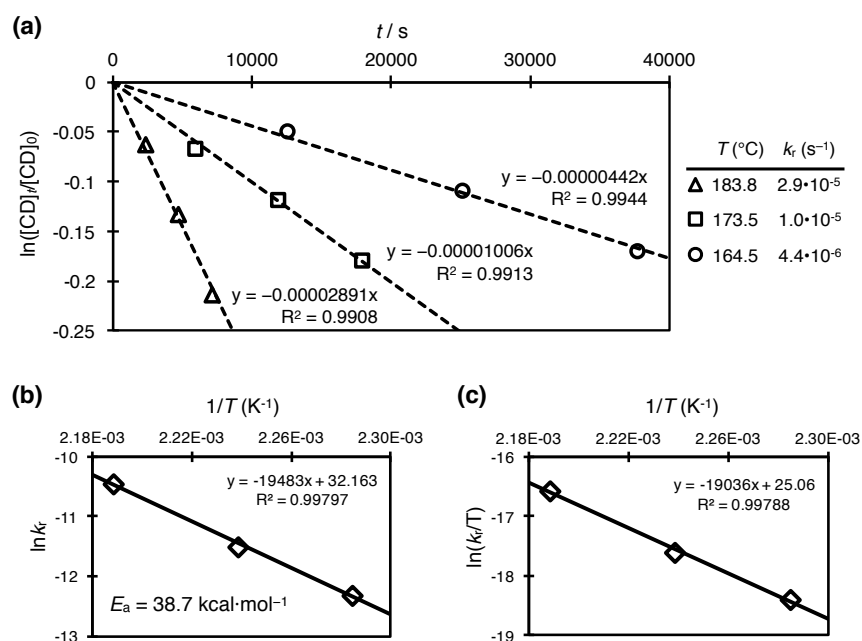 (a)
t / s
0 10000 20000 30000 40000
0
-0.05
-0.1
-0.15
-0.2
-0.25
ln([CD]t/[CD]0)
y = –0.00000442x
R² = 0.9944
y = –0.00001006x
R² = 0.9913
y = –0.00002891x
R² = 0.9908
T (°C) kr (s⁻¹)
183.8 2.9•10⁻⁵
173.5 1.0•10⁻⁵
164.5 4.4•10⁻⁶
(b)
1/T (K⁻¹)
2.18E-03 2.22E-03 2.26E-03 2.30E-03
-10
-11
-12
-13
ln kr
y = -19483x + 32.163
R² = 0.99797
Ea = 38.7 kcal·mol⁻¹
(c)
1/T (K⁻¹)
2.18E-03 2.22E-03 2.26E-03 2.30E-03
-16
-17
-18
-19
ln(kr/T)
y = -19036x + 25.06
R² = 0.99788